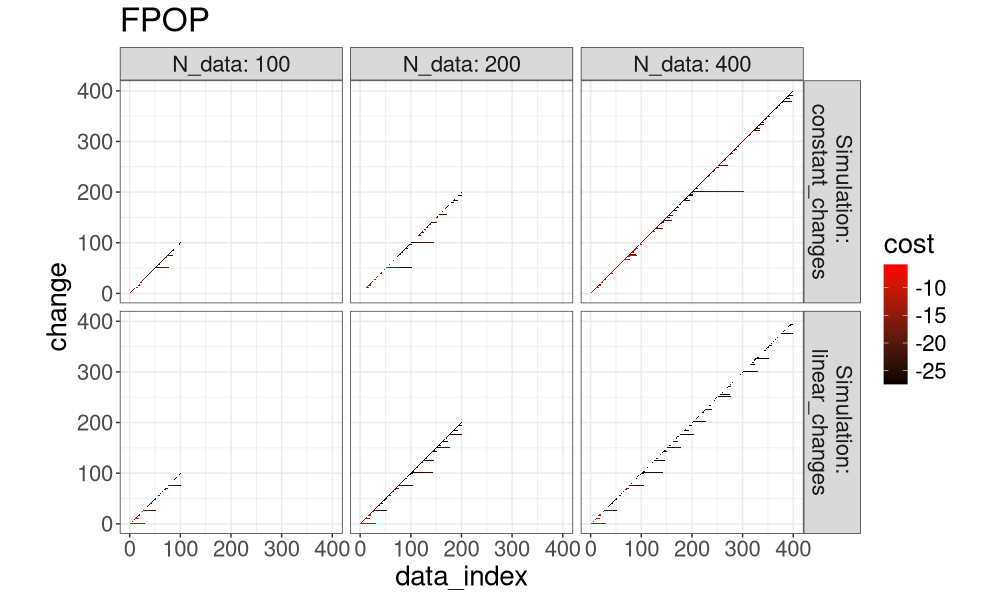 FPOP
N_data: 100
N_data: 200
N_data: 400
400
300
200
100
0
Simulation:
constant_changes
400
300
200
100
0
Simulation:
linear_changes
0 100 200 300 400
0 100 200 300 400
0 100 200 300 400
data_index
change
cost
-10
-15
-20
-25